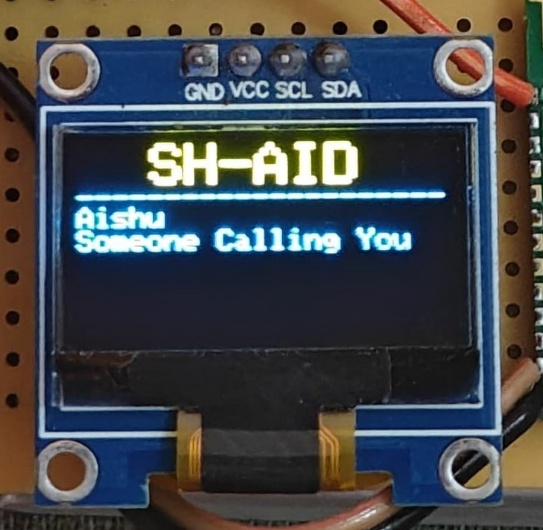 GND VCC SCL SDA
SH-AID
Aishu
Someone Calling You